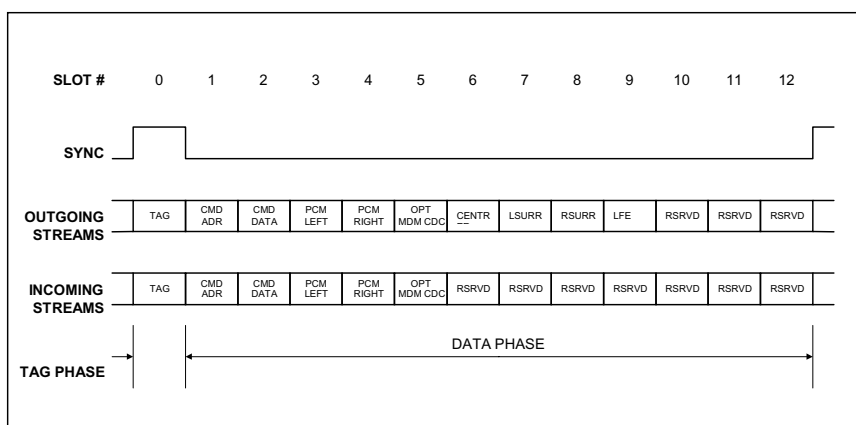 SLOT # 0 1 2 3 4 5 6 7 8 9 10 11 12
SYNC
OUTGOING STREAMS
TAG
CMD ADR
CMD DATA
PCM LEFT
PCM RIGHT
OPT MDM CDC
CENTR
LSURR
RSURR
LFE
RSRVD
RSRVD
RSRVD
INCOMING STREAMS
TAG
CMD ADR
CMD DATA
PCM LEFT
PCM RIGHT
OPT MDM CDC
RSRVD
RSRVD
RSRVD
RSRVD
RSRVD
RSRVD
RSRVD
DATA PHASE
TAG PHASE